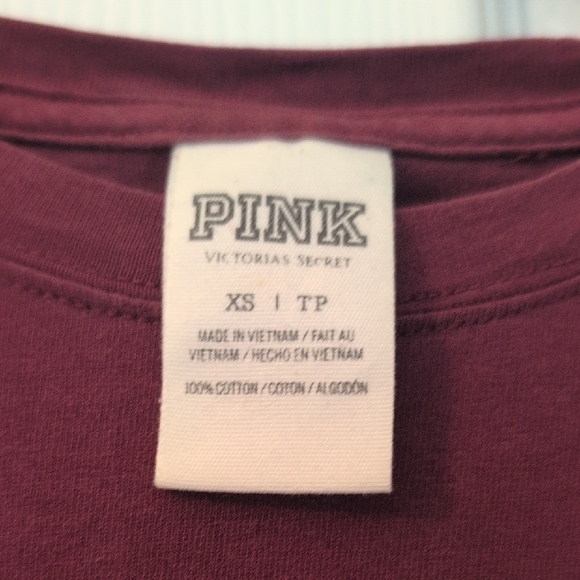 PINK
VICTORIAS SECRET
XS | TP
MADE IN VIETNAM / FAIT AU
VIETNAM / HECHO EN VIETNAM
100% COTTON / COTON / ALGODÓN